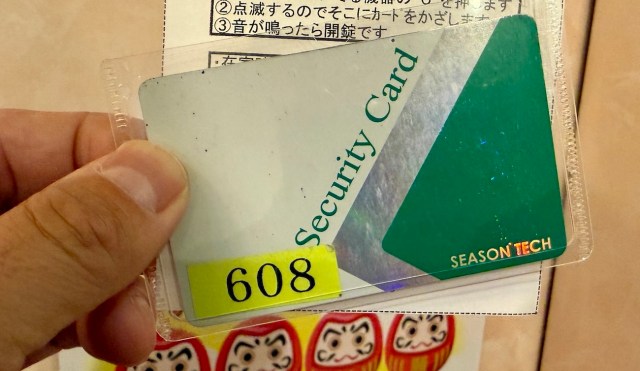 ②点滅するのでそこにｶｰﾄﾞをかざします
③音が鳴ったら開錠です
Security Card
SEASON TECH
608